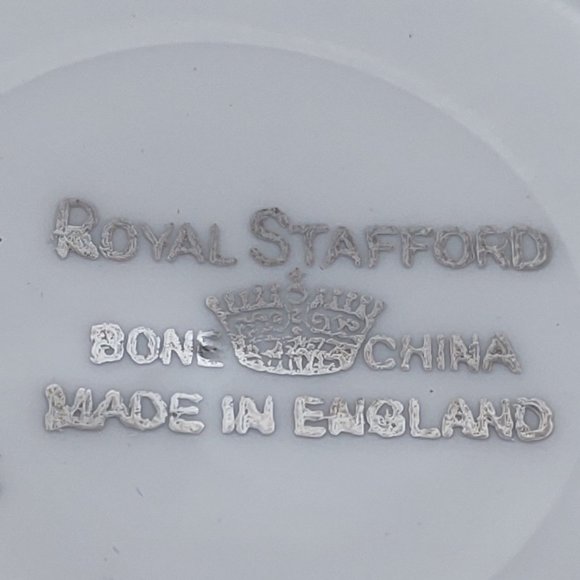 ROYAL STAFFORD
BONE CHINA
MADE IN ENGLAND